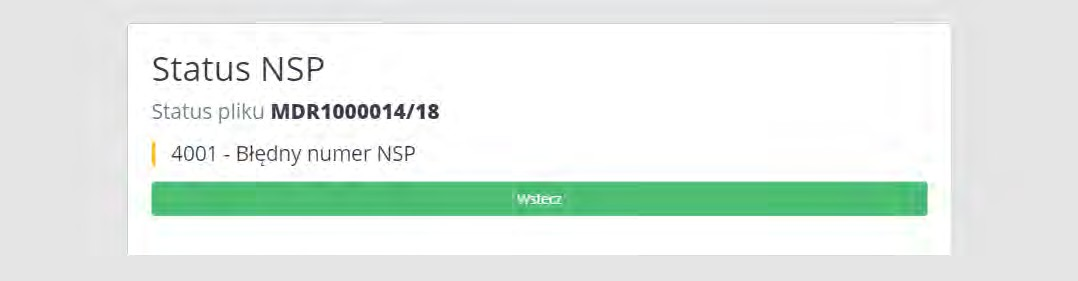 Status NSP
Status pliku MDR1000014/18
4001 - Błędny numer NSP
Wstecz